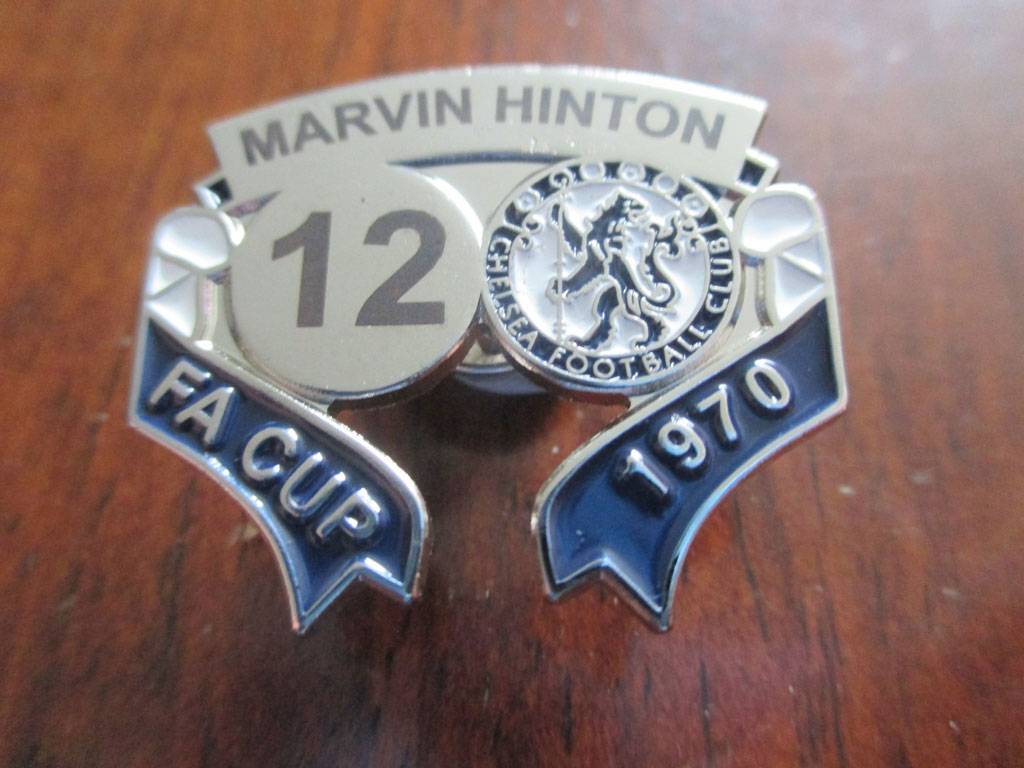 MARVIN HINTON
12
CHELSEA FOOTBALL CLUB
FA CUP
1970